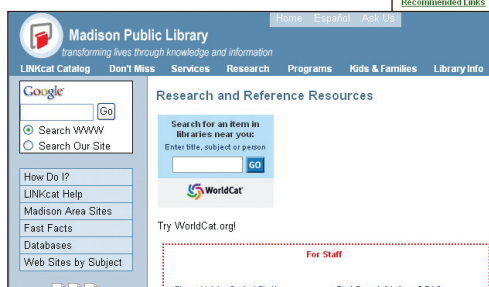 Recommended Links
Home Español Ask Us
Madison Public Library
transforming lives through knowledge and information
LINKcat Catalog Don't Miss Services Research Programs Kids & Families Library Info
Google
Go
Search WWW
Search Our Site
How Do I?
LINKcat Help
Madison Area Sites
Fast Facts
Databases
Web Sites by Subject
Research and Reference Resources
Search for an item in
libraries near you:
Enter title, subject or person
GO
WorldCat
Try WorldCat.org!
For Staff